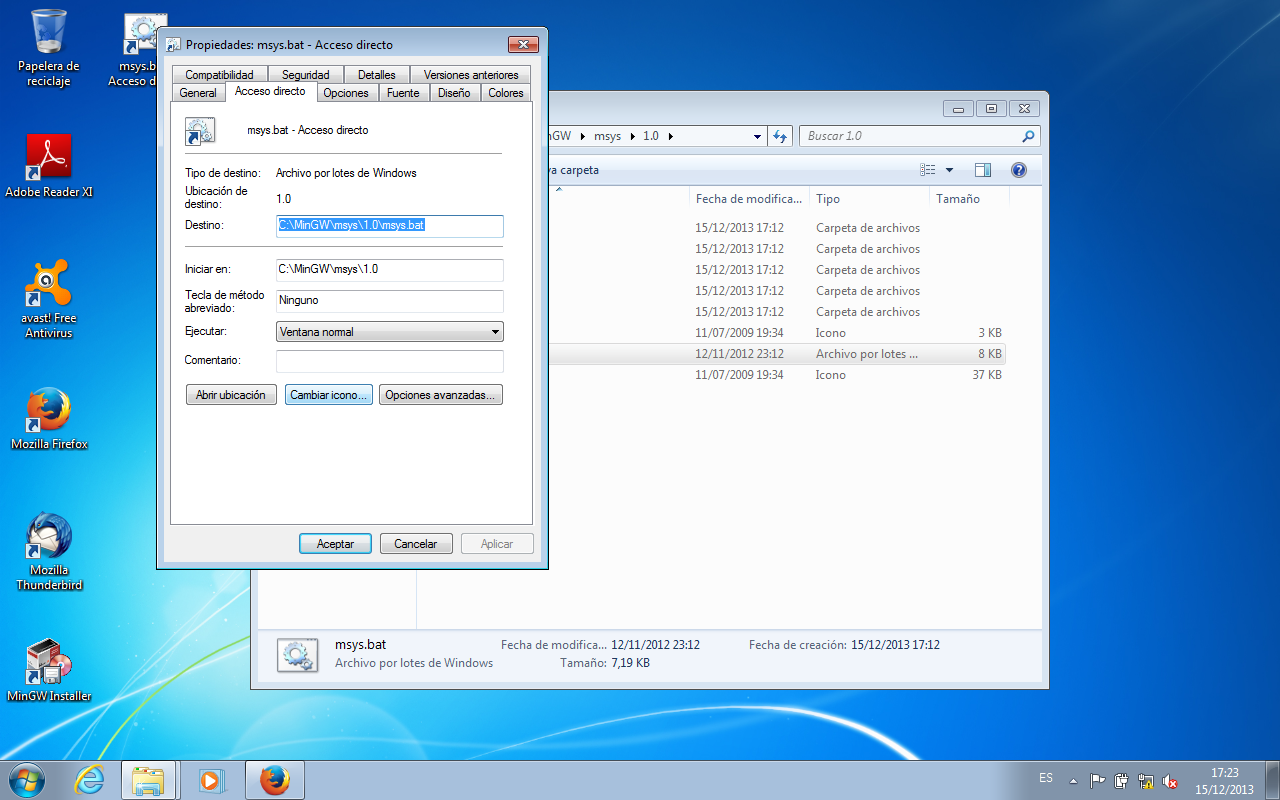 Papelera de
reciclaje
msys.b
Acceso d
Adobe Reader XI
avast! Free
Antivirus
Mozilla Firefox
Mozilla
Thunderbird
MinGW Installer
Propiedades: msys.bat - Acceso directo
Compatibilidad Seguridad Detalles Versiones anteriores
General Acceso directo Opciones Fuente Diseño Colores
msys.bat - Acceso directo
Tipo de destino: Archivo por lotes de Windows
Ubicación de
destino: 1.0
Destino: C:\MinGW\msys\1.0\msys.bat
Iniciar en: C:\MinGW\msys\1.0
Tecla de método
abreviado: Ninguno
Ejecutar: Ventana normal
Comentario:
Abrir ubicación Cambiar icono... Opciones avanzadas...
Aceptar Cancelar Aplicar
nGW msys 1.0 Buscar 1.0
va carpeta
Fecha de modifica... Tipo Tamaño
15/12/2013 17:12 Carpeta de archivos
15/12/2013 17:12 Carpeta de archivos
15/12/2013 17:12 Carpeta de archivos
15/12/2013 17:12 Carpeta de archivos
15/12/2013 17:12 Carpeta de archivos
11/07/2009 19:34 Icono 3 KB
12/11/2012 23:12 Archivo por lotes ... 8 KB
11/07/2009 19:34 Icono 37 KB
msys.bat Fecha de modifica... 12/11/2012 23:12 Fecha de creación: 15/12/2013 17:12
Archivo por lotes de Windows Tamaño: 7,19 KB
ES
17:23
15/12/2013